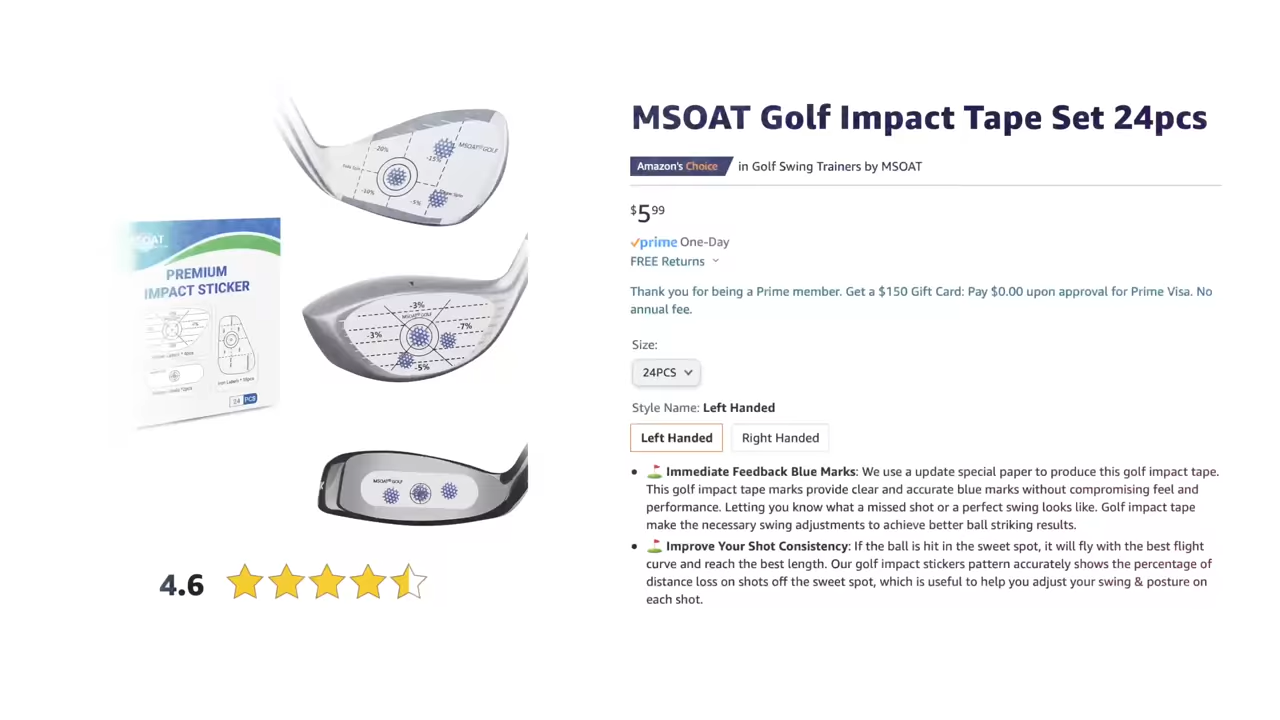 MSOAT Golf Impact Tape Set 24pcs
Amazon's Choice in Golf Swing Trainers by MSOAT
$5 99
prime One-Day
FREE Returns
Thank you for being a Prime member. Get a $150 Gift Card: Pay $0.00 upon approval for Prime Visa. No
annual fee.
Size:
24PCS
Style Name: Left Handed
Left Handed
Right Handed
Immediate Feedback Blue Marks: We use a update special paper to produce this golf impact tape.
This golf impact tape marks provide clear and accurate blue marks without compromising feel and
performance. Letting you know what a missed shot or a perfect swing looks like. Golf impact tape
make the necessary swing adjustments to achieve better ball striking results.
Improve Your Shot Consistency: If the ball is hit in the sweet spot, it will fly with the best flight
curve and reach the best length. Our golf impact stickers pattern accurately shows the percentage of
distance loss on shots off the sweet spot, which is useful to help you adjust your swing & posture on
each shot.
-20%
MSOAT GOLF
-15%
-10%
-5%
MSOAT
PREMIUM
IMPACT STICKER
24 PCS
-3%
MSOAT GOLF
-3%
-7%
-5%
MSOAT GOLF
4.6